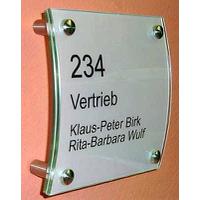 234
Vertrieb
Klaus-Peter Birk
Rita-Barbara Wulf